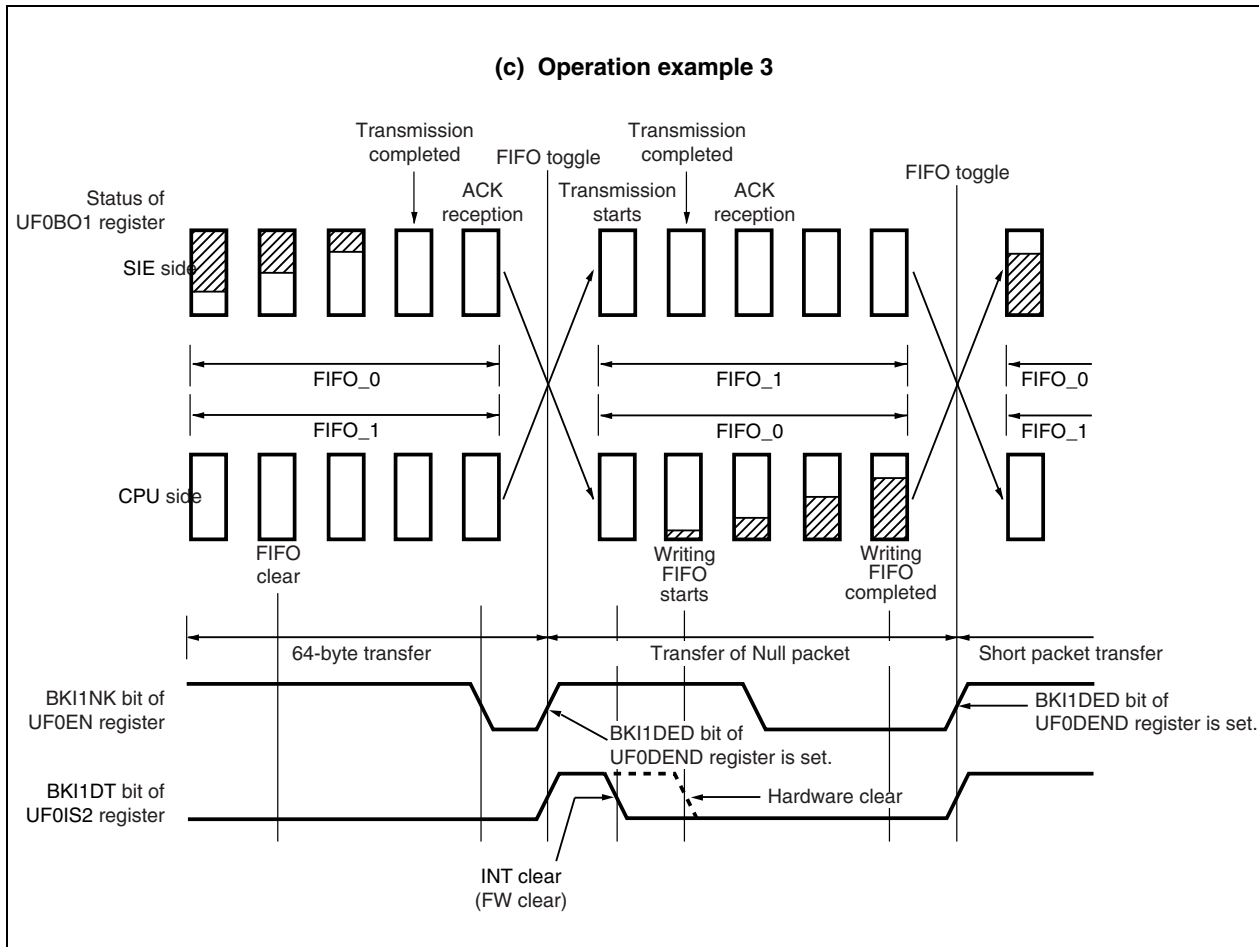 (c) Operation example 3
Transmission
completed
FIFO toggle
Transmission
completed
FIFO toggle
Status of
UF0BO1 register
ACK
reception
Transmission
starts
ACK
reception
SIE side
FIFO_0
FIFO_1
FIFO_0
FIFO_1
FIFO_0
FIFO_1
CPU side
FIFO
clear
Writing
FIFO
starts
Writing
FIFO
completed
64-byte transfer
Transfer of Null packet
Short packet transfer
BKI1NK bit of
UF0EN register
BKI1DED bit of
UF0DEND register is set.
BKI1DED bit of
UF0DEND register is set.
BKI1DT bit of
UF0IS2 register
Hardware clear
INT clear
(FW clear)